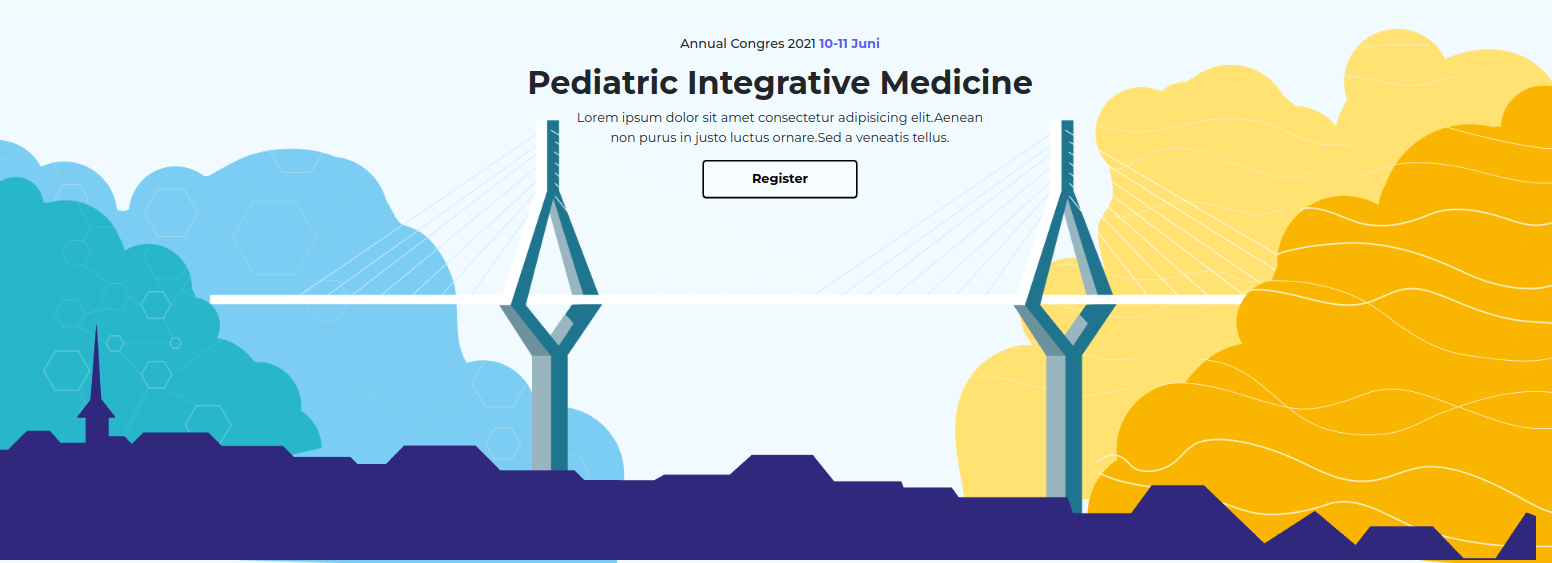 Annual Congres 2021 10-11 Juni
Pediatric Integrative Medicine
Lorem ipsum dolor sit amet consectetur adipisicing elit.Aenean
non purus in justo luctus ornare.Sed a veneatis tellus.
Register